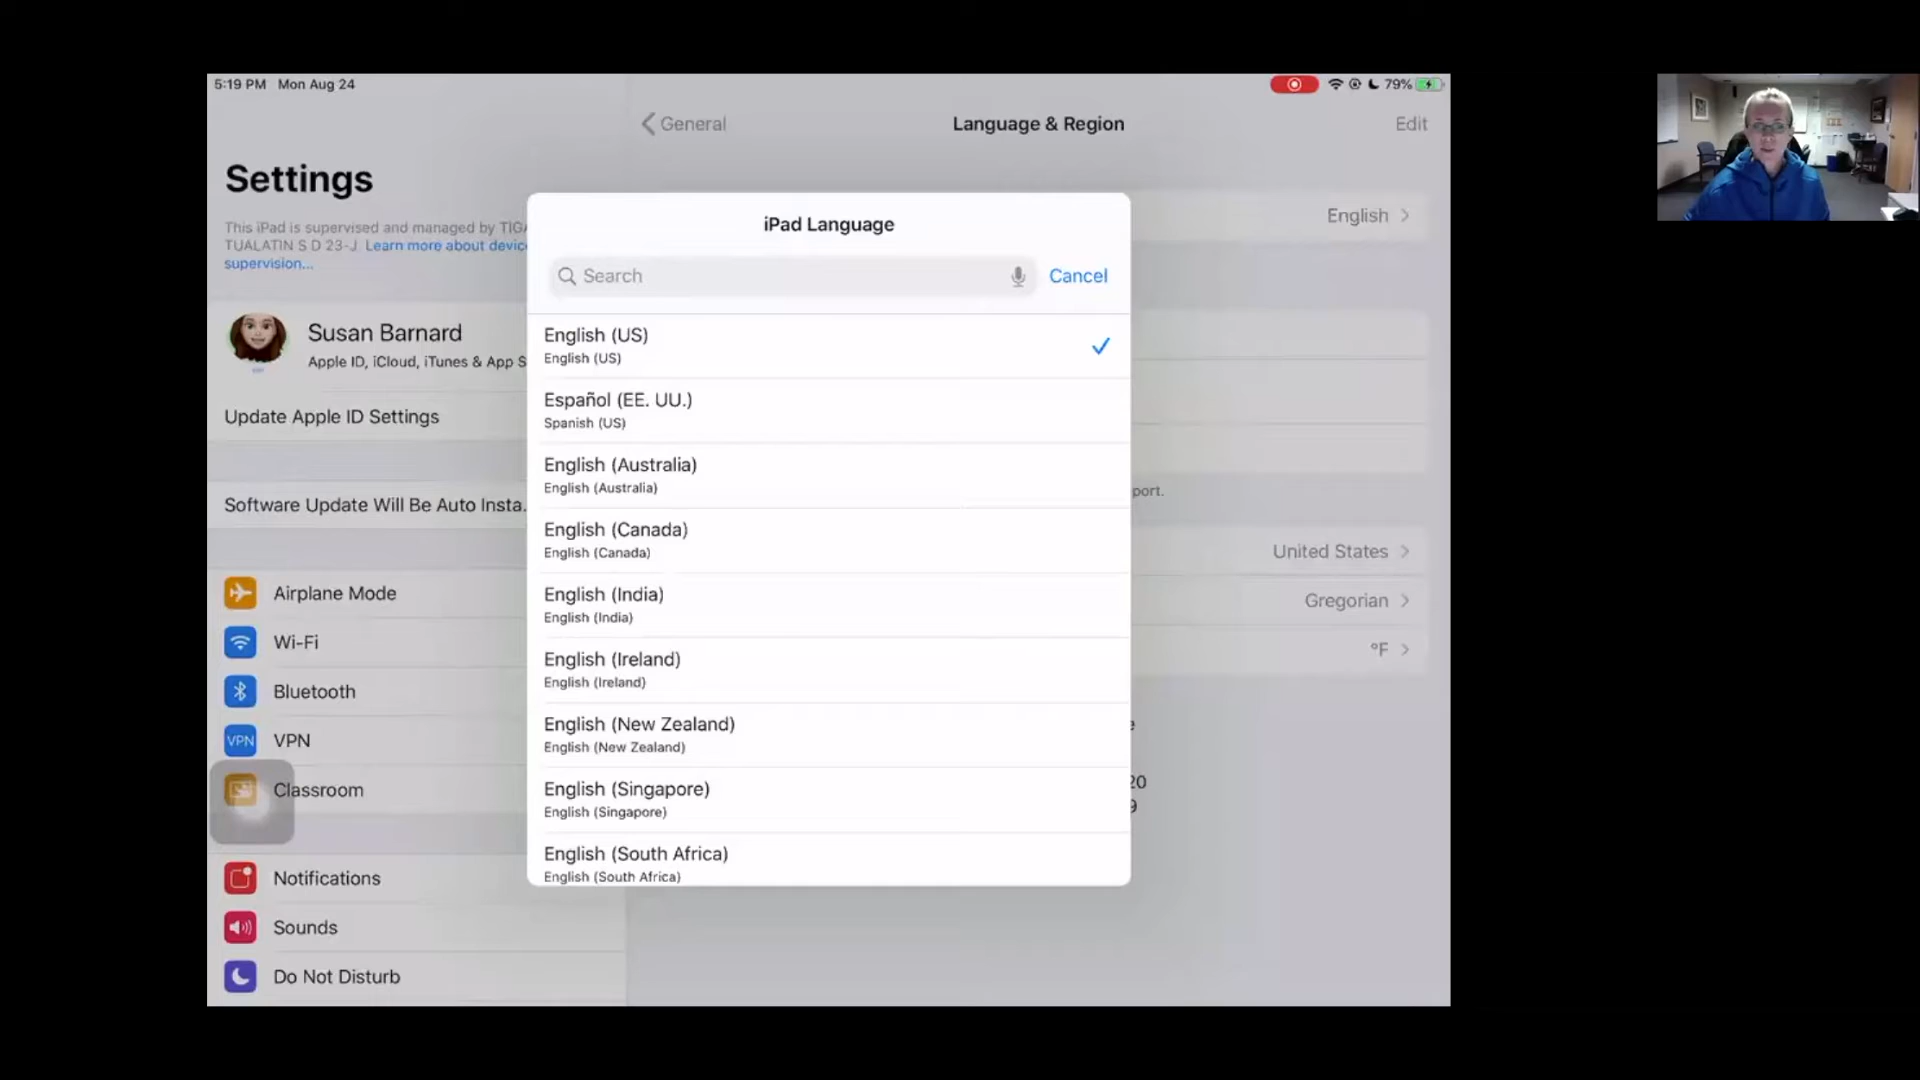 5:19 PM Mon Aug 24
79%
General
Language & Region
Edit
Settings
This iPad is supervised and managed by TIGA
TUALATIN S D 23-J. Learn more about devic
supervision...
Susan Barnard
Apple ID, iCloud, iTunes & App S
Update Apple ID Settings
Software Update Will Be Auto Insta.
Airplane Mode
Wi-Fi
Bluetooth
VPN VPN
Classroom
Notifications
Sounds
Do Not Disturb
iPad Language
Search
Cancel
English (US)
English (US)
Español (EE. UU.)
Spanish (US)
English (Australia)
English (Australia)
English (Canada)
English (Canada)
English (India)
English (India)
English (Ireland)
English (Ireland)
English (New Zealand)
English (New Zealand)
English (Singapore)
English (Singapore)
English (South Africa)
English (South Africa)
English
port.
United States
Gregorian
°F
e
20
9